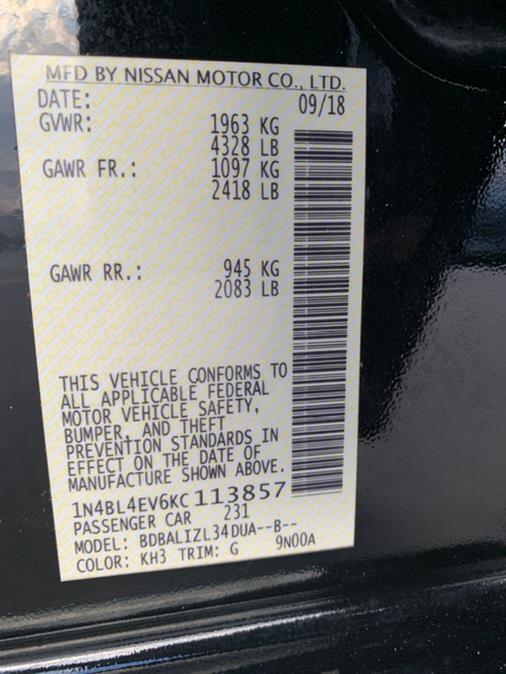 MFD BY NISSAN MOTOR CO., LTD.
DATE: 09/18
GVWR: 1963 KG
4328 LB
GAWR FR.: 1097 KG
2418 LB
GAWR RR.: 945 KG
2083 LB
THIS VEHICLE CONFORMS TO
ALL APPLICABLE FEDERAL
MOTOR VEHICLE SAFETY,
BUMPER, AND THEFT
PREVENTION STANDARDS IN
EFFECT ON THE DATE OF
MANUFACTURE SHOWN ABOVE.
1N4BL4EV6KC113857
PASSENGER CAR 231
MODEL: BDBALIZL34DUA--B--
COLOR: KH3 TRIM: G 9N00A